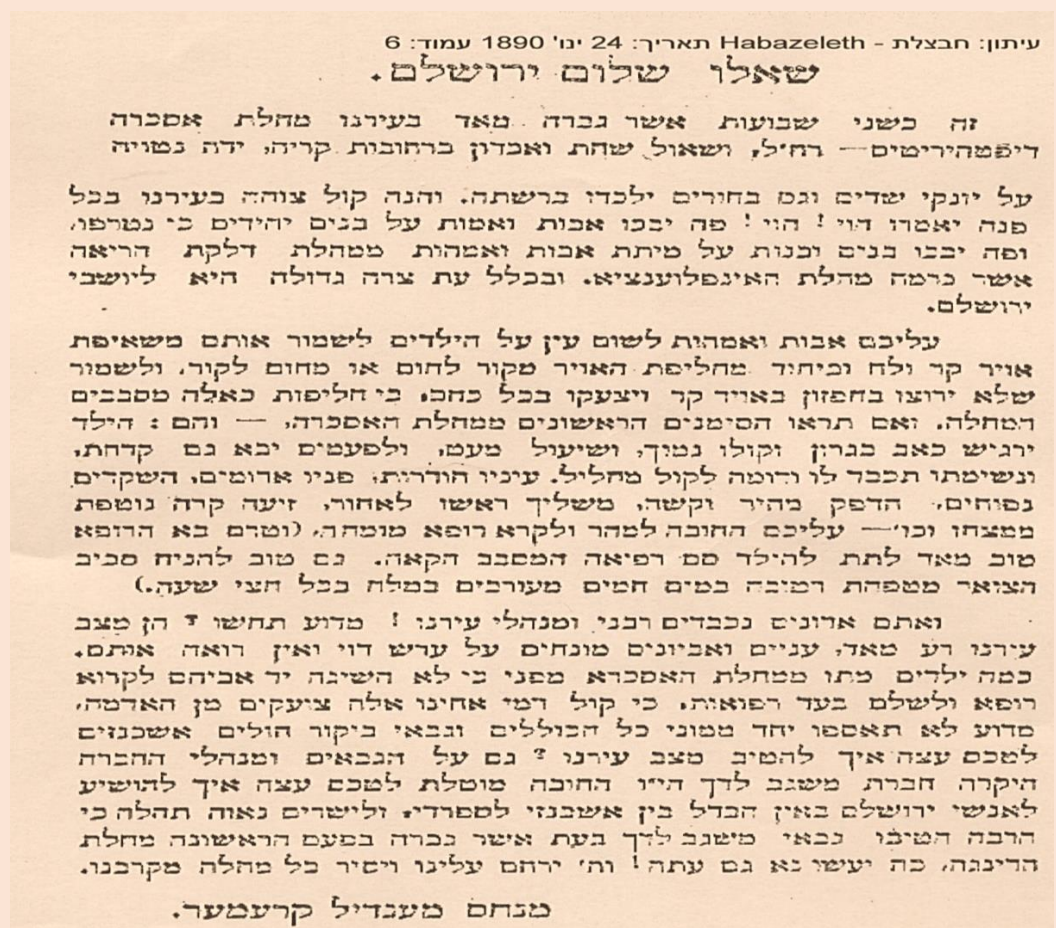 עיתון: חבצלת - Habazeleth תאריך: 24 ינו' 1890 עמוד: 6
שאלו שלום ירושלם.
זה כשני שבועות אשר גברה מאד בעירנו מחלת אסכרה
דיפטהיריטים— רח"ל, ושאול שחת ואבדון ברחובות קריה, ידה נטויה
על יונקי שדים וגם בחורים ילכדו ברשתה. והנה קול צוחה בעירנו בכל
פנה יאמרו הוי! הוי! פה יבכו אבות ואמות על בנים יחידים כי נטרפו,
ופה יבכו בנים ובנות על מיתת אבות ואמהות ממחלת דלקת הריאה
אשר גרמה מחלת האינפלוענציא. ובכלל עת צרה גדולה היא ליושבי
ירושלם.
עליכם אבות ואמהות לשום עין על הילדים לשמור אותם משאיפת
אויר קר ולח וביחוד מחליפת האויר מקור לחום או מחום לקור, ולשמור
שלא ירוצו בחפזון באויר קר ויצעקו בכל כחם, כי חליפות כאלה מסבבים
המחלה. ואם תראו הסימנים הראשונים ממחלת האסכרה, — והם: הילד
ירגיש כאב בגרון וקולו נמוך, ושיעול מעט, ולפעמים יבא גם קדחת,
ונשימתו תכבד לו ודומה לקול מחליל. עיניו חודרות, פניו אדומים, השקדים
נפוחים, הדפק מהיר וקשה, משליך ראשו לאחור, זיעה קרה נוטפת
ממצחו וכו'— עליכם החובה למהר ולקרא רופא מומחה, (וטרם בא הרופא
טוב מאד לתת להילד סם רפיאה המסבב הקאה. גם טוב להניח סביב
הצואר מטפחת רטובה במים חמים מעורבים במלח בכל חצי שעה.)
ואתם אדונים נכבדים רבני ומנהלי עירנו! מדוע תחשו? הן מצב
עירנו רע מאד, עניים ואביונים מונחים על ערש דוי ואין רואה אותם.
כמה ילדים מתו ממחלת האסכרא מפני כי לא השיגה יד אביהם לקרוא
רופא ולשלם בעד רפואות. כי קול דמי אחינו אלה צועקים מן האדמה,
מדוע לא תאספו יחד ממוני כל הכוללים וגבאי ביקור חולים אשכנזים
לטכם עצה איך להטיב מצב עירנו? גם על הגבאים ומנהלי החברה
היקרה חברת משגב לדך הי"ו החובה מוטלת לטכם עצה איך להושיע
לאנשי ירושלם באין הבדל בין אשכנזי לספרדי, ולישרים נאוה תהלה כי
הרבה הטיבו גבאי משגב לדך בעת אשר גברה בפעם הראשונה מחלת
הדינגה, כה יעשו נא גם עתה! וה' ירחם עלינו ויסיר כל מחלה מקרבנו.
מנחם מענדיל קרעמער.